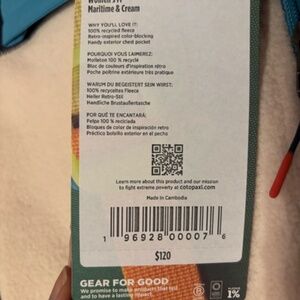 Maritime & Cream
WHY YOU'LL LOVE IT:
100% recycled fleece
Retro-inspired color-blocking
Handy exterior chest pocket
POURQUOI VOUS L'AIMEREZ:
Molleton 100 % recyclé
Bloc de couleurs d'inspiration rétro
Poche poitrine extérieure très pratique
WARUM DU BEGEISTERT SEIN WIRST:
100% recyceltes Fleece
Heller Retro-Stil
Handliche Brustaußentasche
POR QUÉ TE ENCANTARÁ:
Felpa 100 % reciclada
Bloques de color de inspiración retro
Práctico bolsillo exterior en el pecho
Learn more about this product and our mission
to fight extreme poverty at cotopaxi.com
Made in Cambodia
1 96928 00007 6
$120
GEAR FOR GOOD
We promise to make products that last
and to have a lasting impact.
1%